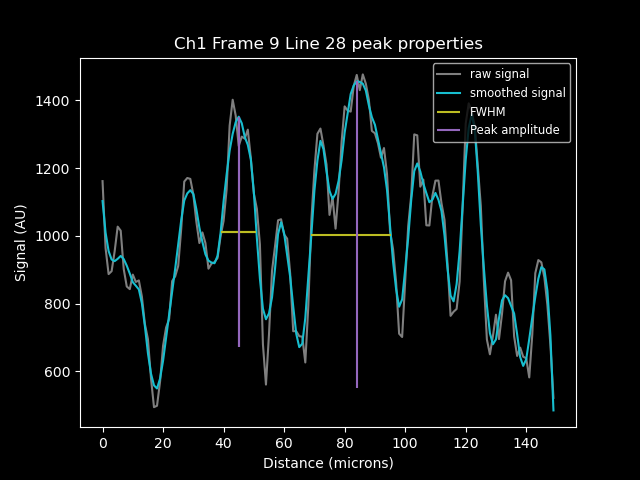 Ch1 Frame 9 Line 28 peak properties
raw signal
smoothed signal
FWHM
Peak amplitude
Signal (AU)
1400
1200
1000
800
600
0 20 40 60 80 100 120 140
Distance (microns)